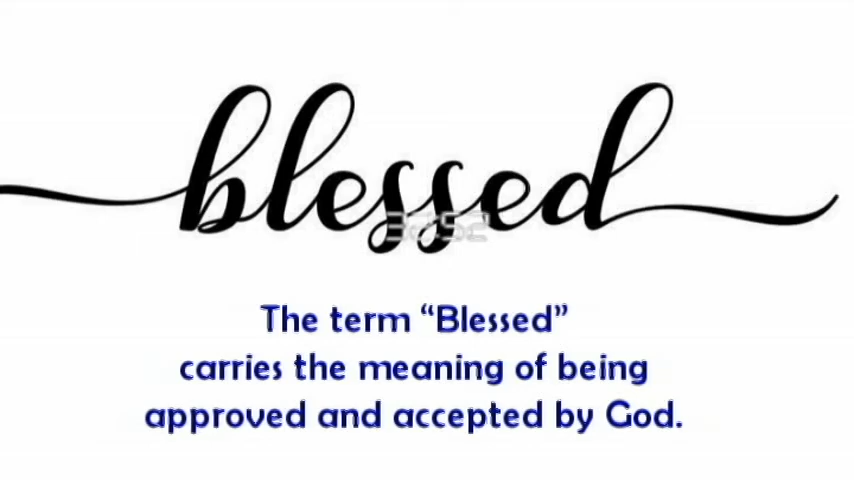 blessed
The term “Blessed”
carries the meaning of being
approved and accepted by God.